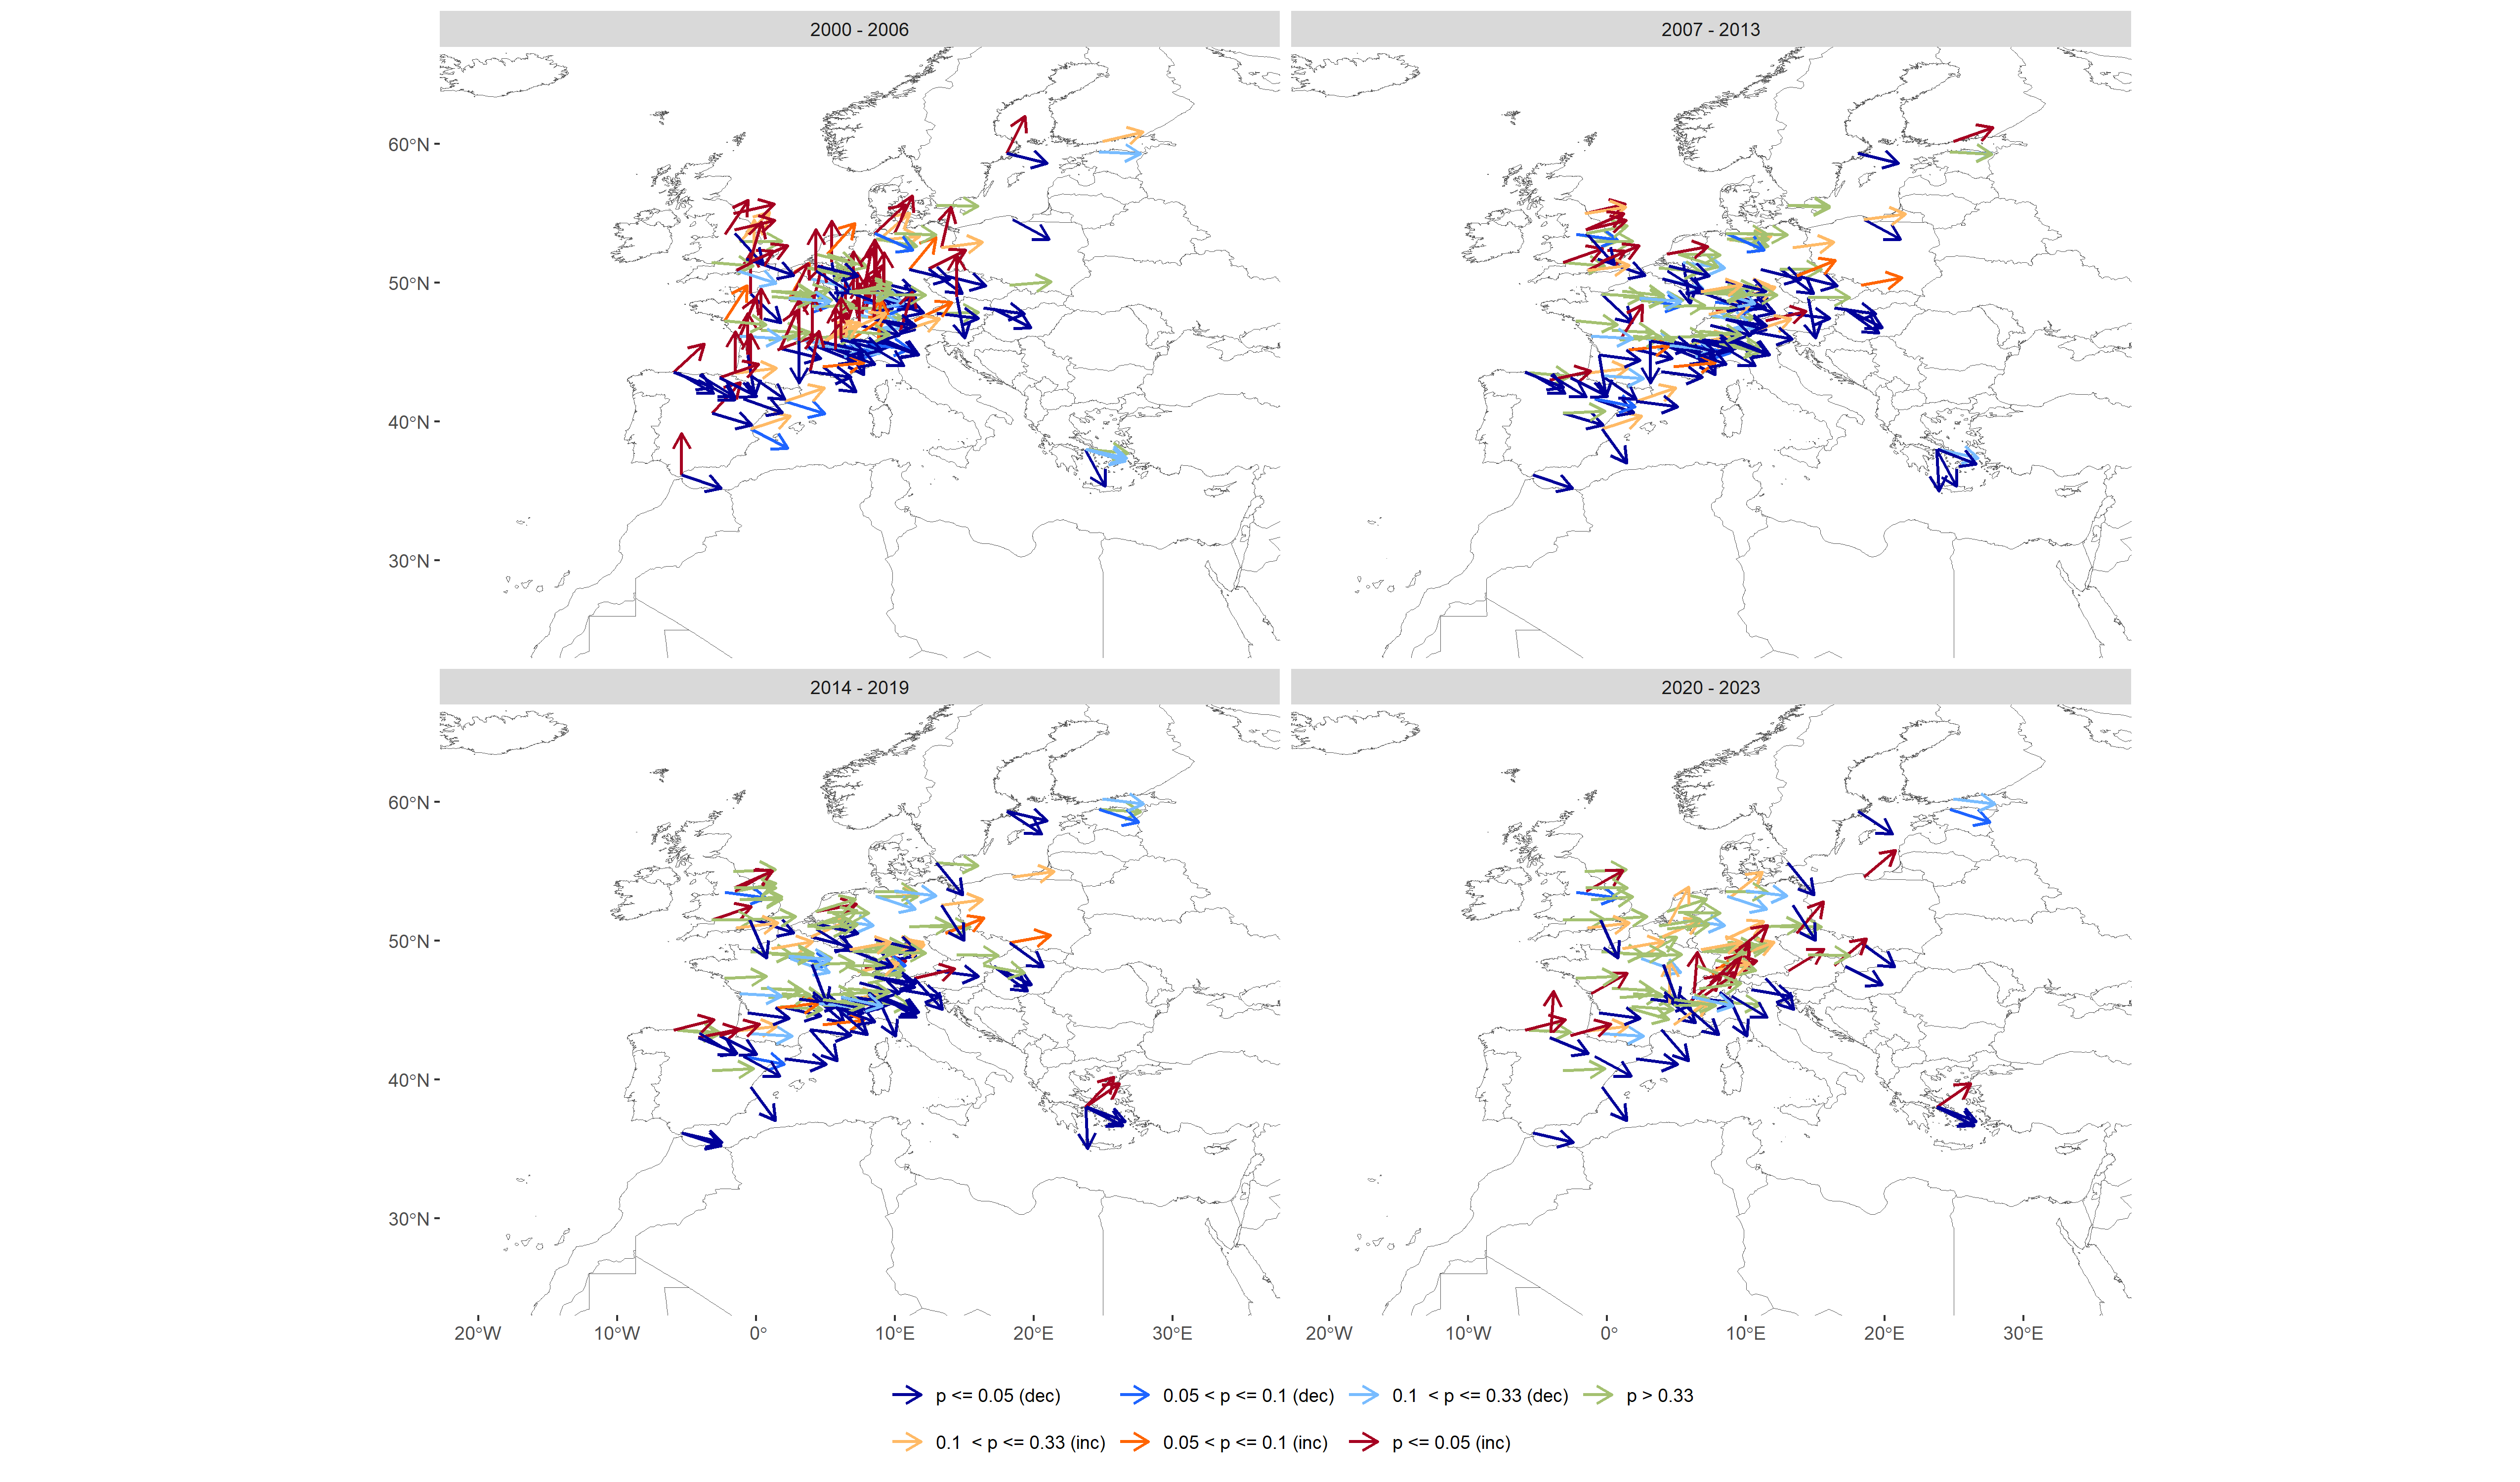 2000 - 2006
2007 - 2013
60°N
50°N
40°N
30°N
2014 - 2019
2020 - 2023
60°N
50°N
40°N
30°N
20°W 10°W 0° 10°E 20°E 30°E
20°W 10°W 0° 10°E 20°E 30°E
p <= 0.05 (dec) 0.05 < p <= 0.1 (dec) 0.1 < p <= 0.33 (dec) p > 0.33
0.1 < p <= 0.33 (inc) 0.05 < p <= 0.1 (inc) p <= 0.05 (inc)